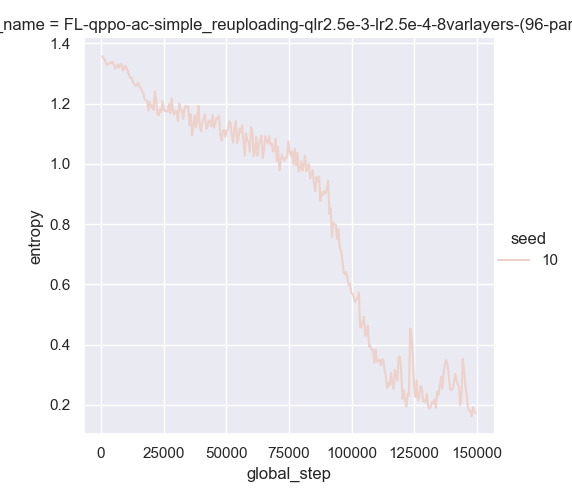 _name = FL-qppo-ac-simple_reuploading-qlr2.5e-3-lr2.5e-4-8varlayers-(96-par
1.4
1.2
1.0
0.8
0.6
0.4
0.2
entropy
seed
10
0 25000 50000 75000 100000 125000 150000
global_step